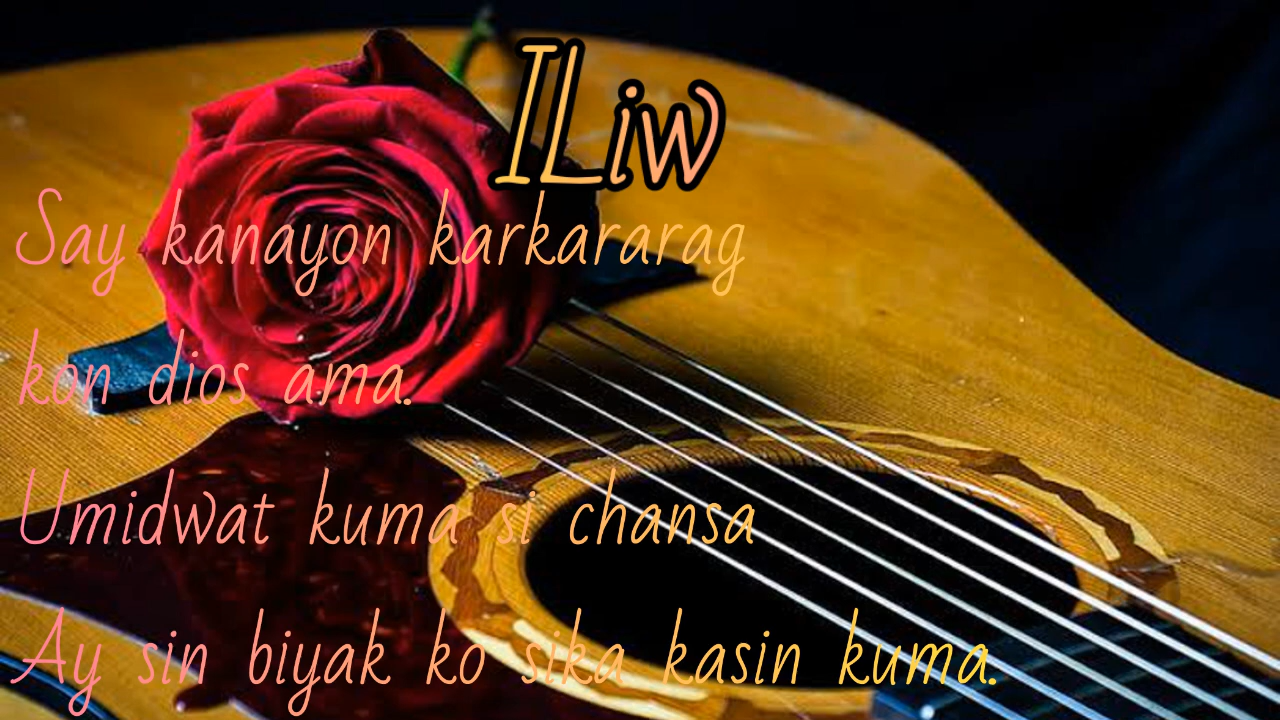 ILiw
Say kanayon karkararag
kon dios ama.
Umidwat kuma si chansa
Ay sin biyak ko sika kasin kuma.